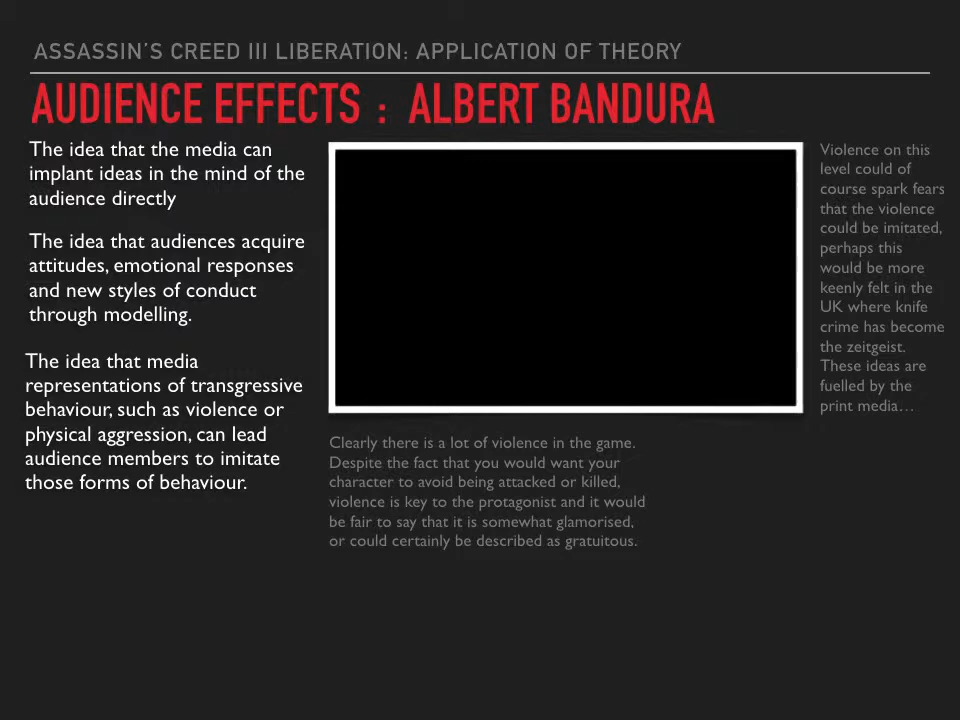 ASSASSIN'S CREED III LIBERATION: APPLICATION OF THEORY
AUDIENCE EFFECTS : ALBERT BANDURA
The idea that the media can
implant ideas in the mind of the
audience directly
The idea that audiences acquire
attitudes, emotional responses
and new styles of conduct
through modelling.
The idea that media
representations of transgressive
behaviour, such as violence or
physical aggression, can lead
audience members to imitate
those forms of behaviour.
Clearly there is a lot of violence in the game.
Despite the fact that you would want your
character to avoid being attacked or killed,
violence is key to the protagonist and it would
be fair to say that it is somewhat glamorised,
or could certainly be described as gratuitous.
Violence on this
level could of
course spark fears
that the violence
could be imitated,
perhaps this
would be more
keenly felt in the
UK where knife
crime has become
the zeitgeist.
These ideas are
fuelled by the
print media…